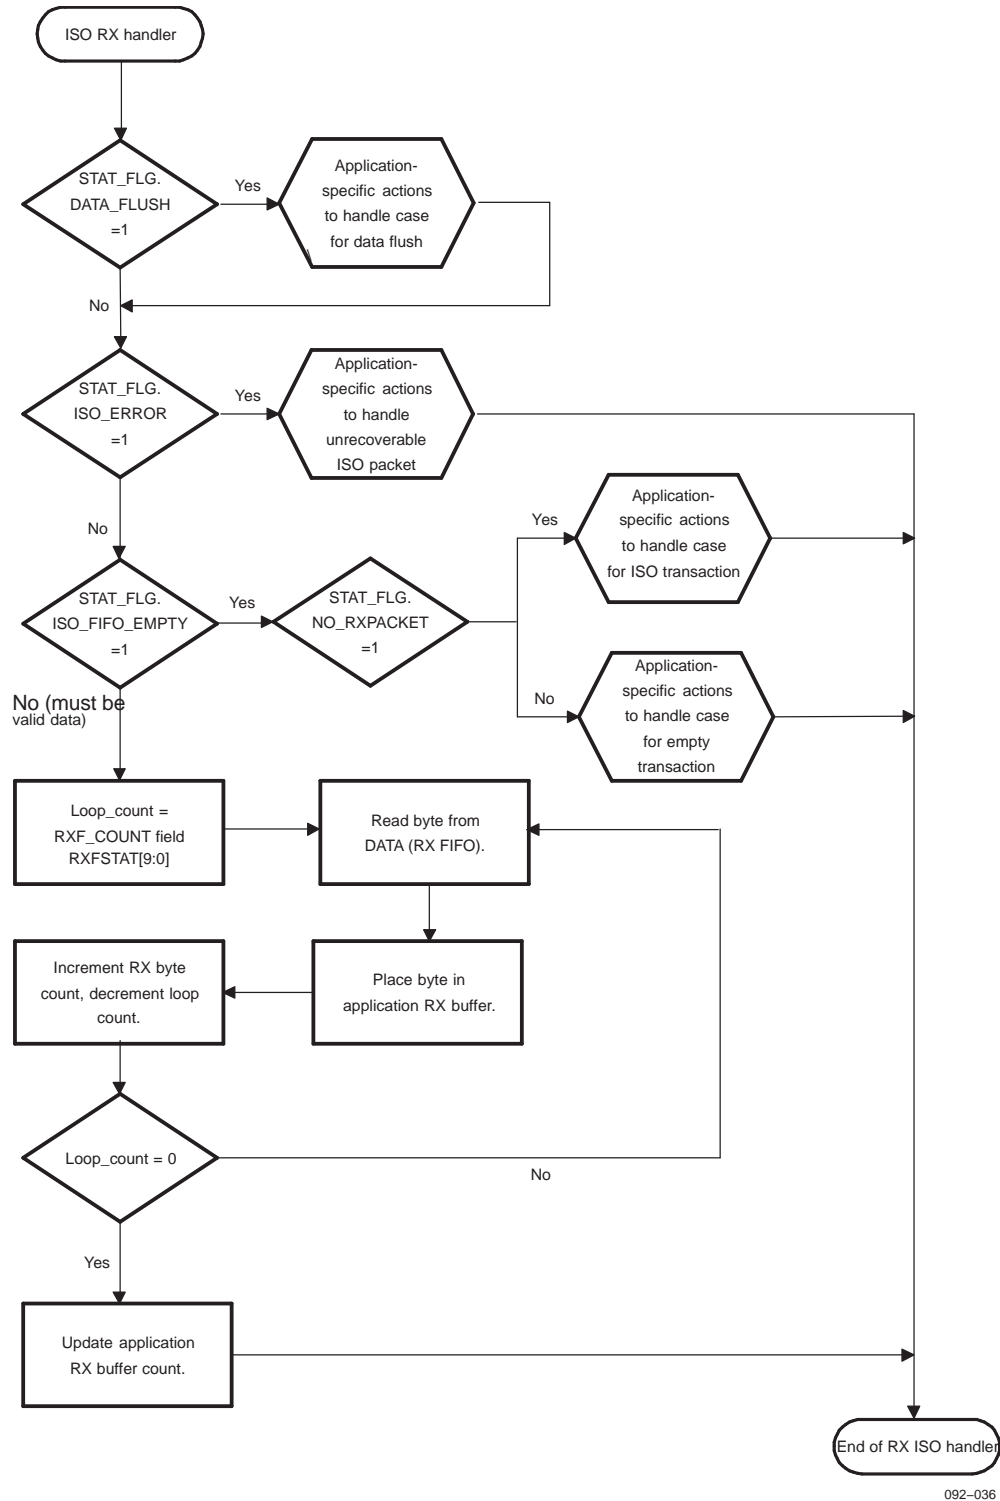 ISO RX handler
STAT_FLG.
DATA_FLUSH
=1
Yes
Application-
specific actions
to handle case
for data flush
No
STAT_FLG.
ISO_ERROR
=1
Yes
Application-
specific actions
to handle
unrecoverable
ISO packet
No
STAT_FLG.
ISO_FIFO_EMPTY
=1
Yes
STAT_FLG.
NO_RXPACKET
=1
Yes
Application-
specific actions
to handle case
for ISO transaction
No
Application-
specific actions
to handle case
for empty
transaction
No (must be
valid data)
Loop_count =
RXF_COUNT field
RXFSTAT[9:0]
Read byte from
DATA (RX FIFO).
Increment RX byte
count, decrement loop
count.
Place byte in
application RX buffer.
Loop_count = 0
No
Yes
Update application
RX buffer count.
End of RX ISO handler
092–036